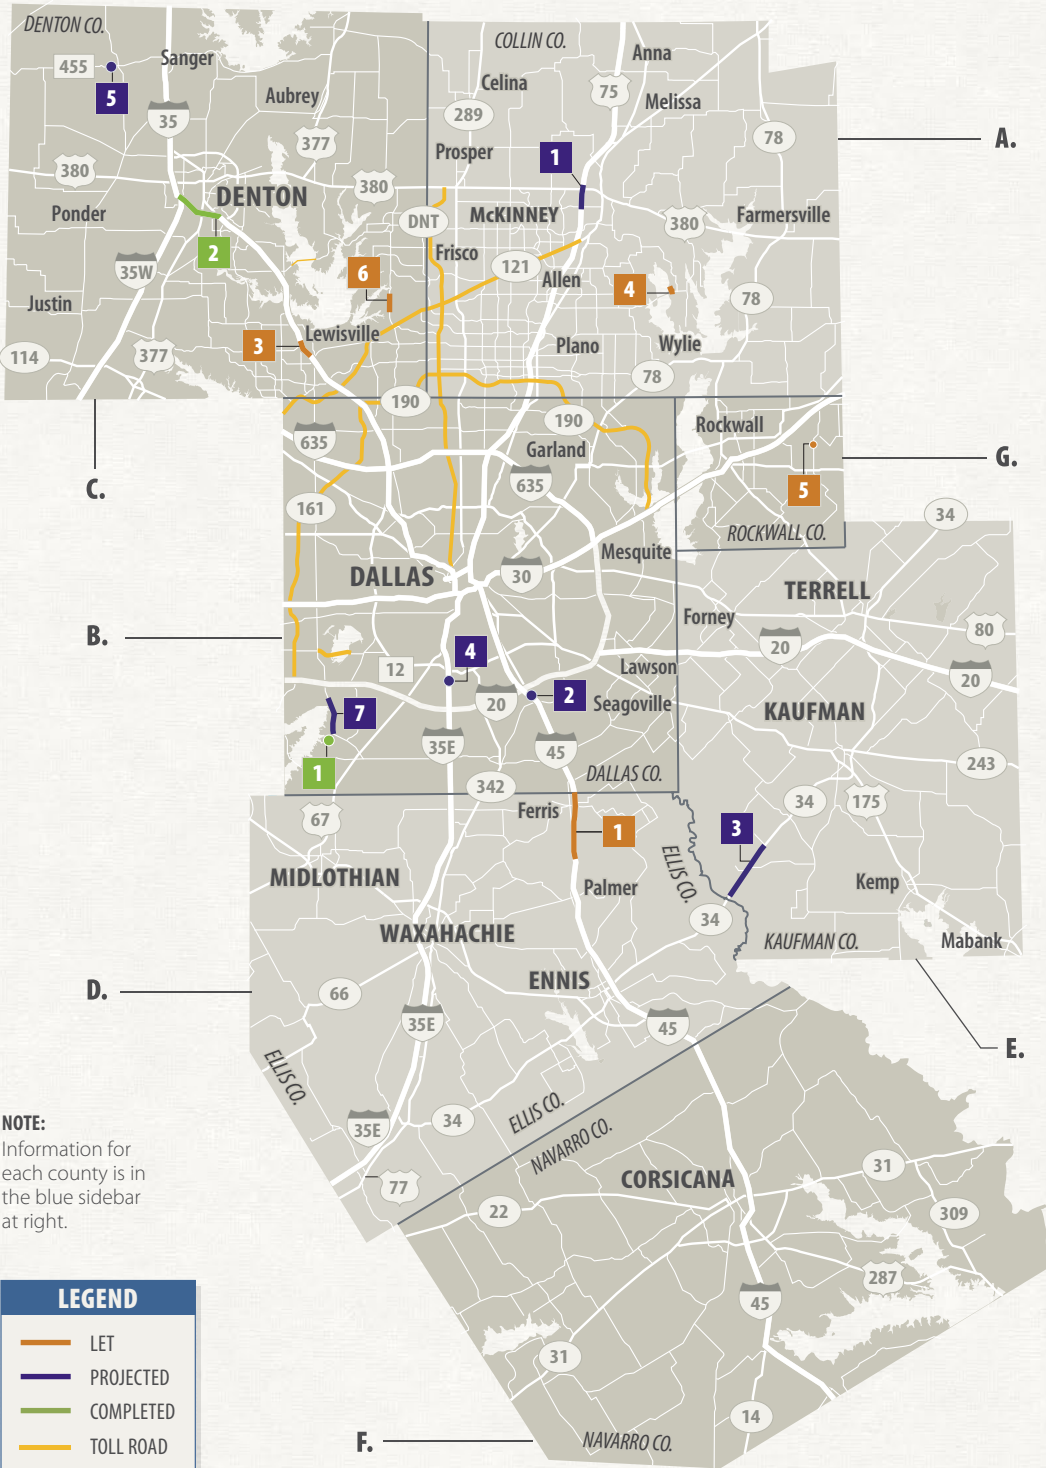 DENTON CO.
COLLIN CO.
455
Sanger
Anna
5
Celina
75
Aubrey
Melissa
35
289
377
78
A.
Prosper
1
380
380
Ponder
DENTON
McKINNEY
Farmersville
DNT
380
2
Frisco
35W
6
121
Allen
4
Justin
78
3
Lewisville
Plano
Wylie
114
377
78
190
190
Rockwall
C.
635
Garland
G.
635
5
161
34
ROCKWALL CO.
Mesquite
DALLAS
30
TERRELL
Forney
80
B.
20
12
4
Lawson
20
20
2
Seagoville
KAUFMAN
7
35E
45
243
1
DALLAS CO.
342
34
175
67
Ferris
1
3
ELLIS CO.
MIDLOTHIAN
Palmer
Kemp
34
WAXAHACHIE
KAUFMAN CO.
Mabank
ENNIS
D.
66
35E
45
E.
ELLIS CO.
NOTE:
Information for
each county is in
the blue sidebar
at right.
35E
34
ELLIS CO.
NAVARRO CO.
31
CORSICANA
77
22
309
287
LEGEND
45
LET
31
PROJECTED
COMPLETED
14
TOLL ROAD
F.
NAVARRO CO.